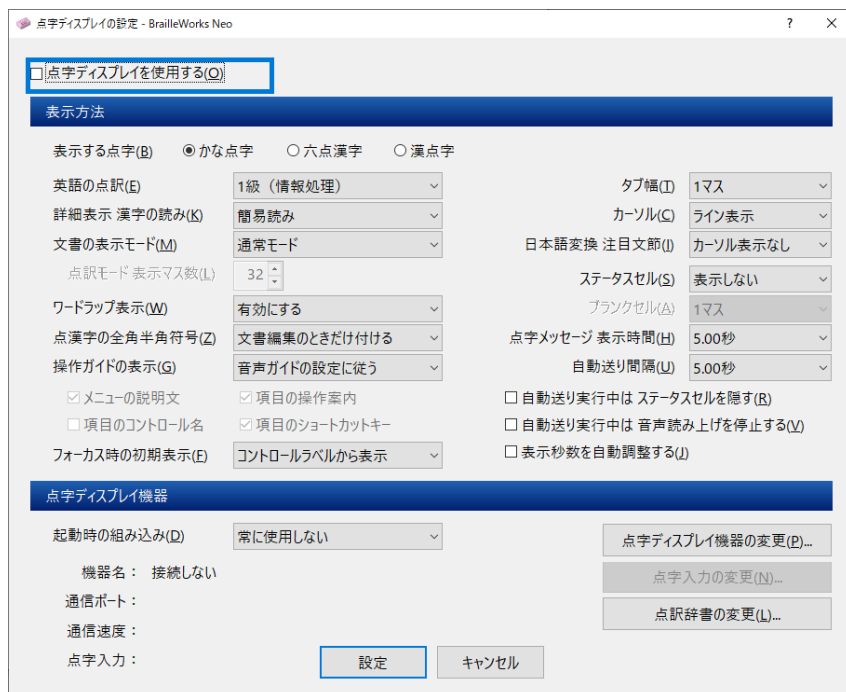 点字ディスプレイの設定 - BrailleWorks Neo ? ×
点字ディスプレイを使用する(O)
表示方法
表示する点字(B) かな点字 六点漢字 漢点字
英語の点訳(E) 1級（情報処理） タブ幅(T) 1マス
詳細表示 漢字の読み(K) 簡易読み カーソル(C) ライン表示
文書の表示モード(M) 通常モード 日本語変換 注目文節(I) カーソル表示なし
点訳モード 表示マス数(L) 32 ステータスセル(S) 表示しない
ワードラップ表示(W) 有効にする ブランクセル(A) 1マス
点漢字の全角半角符号(Z) 文書編集のときだけ付ける 点字メッセージ 表示時間(H) 5.00秒
操作ガイドの表示(G) 音声ガイドの設定に従う 自動送り間隔(U) 5.00秒
メニューの説明文 項目の操作案内 自動送り実行中は ステータスセルを隠す(R)
項目のコントロール名 項目のショートカットキー 自動送り実行中は 音声読み上げを停止する(V)
フォーカス時の初期表示(F) コントロールラベルから表示 表示秒数を自動調整する(J)
点字ディスプレイ機器
起動時の組み込み(D) 常に使用しない 点字ディスプレイ機器の変更(P)...
機器名： 接続しない 点字入力の変更(N)...
通信ポート： 点訳辞書の変更(L)...
通信速度：
点字入力： 設定 キャンセル